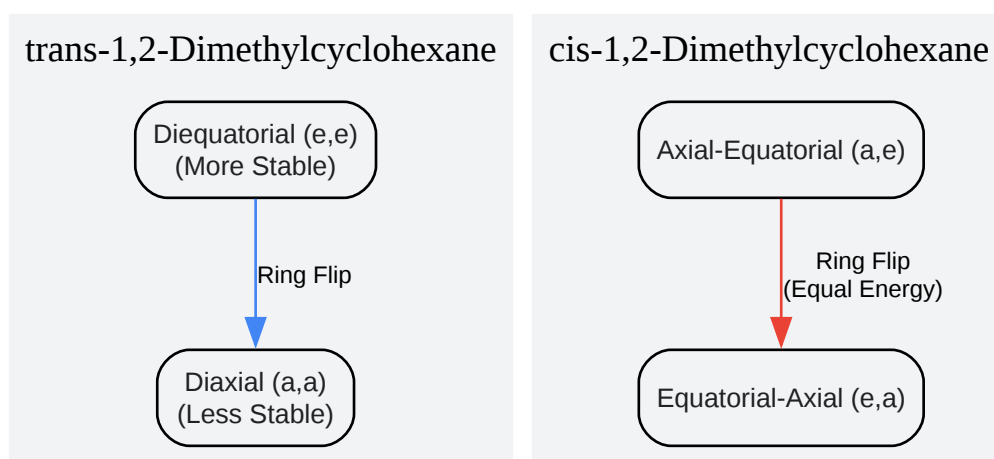 trans-1,2-Dimethylcyclohexane
Diequatorial (e,e)
(More Stable)
Ring Flip
Diaxial (a,a)
(Less Stable)
cis-1,2-Dimethylcyclohexane
Axial-Equatorial (a,e)
Ring Flip
(Equal Energy)
Equatorial-Axial (e,a)